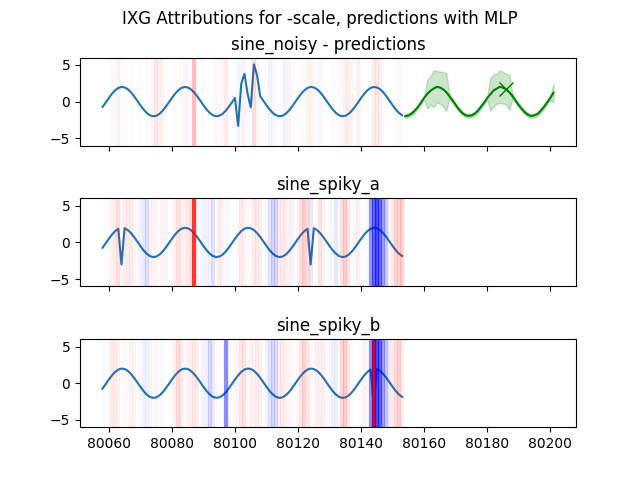 IXG Attributions for -scale, predictions with MLP
sine_noisy - predictions
5
0
−5
sine_spiky_a
5
0
−5
sine_spiky_b
5
0
−5
80060 80080 80100 80120 80140 80160 80180 80200